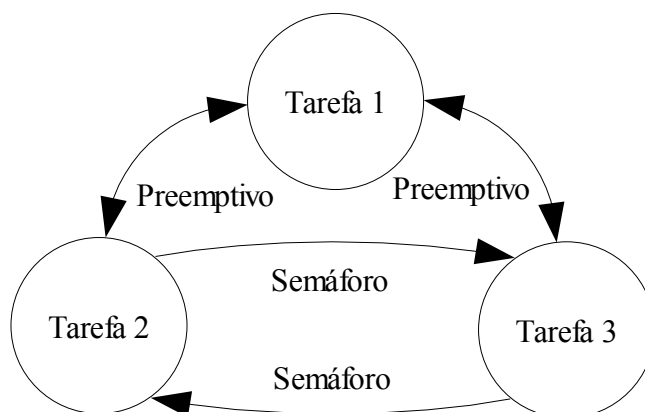 Tarefa 1
Preemptivo
Preemptivo
Semáforo
Tarefa 2
Tarefa 3
Semáforo